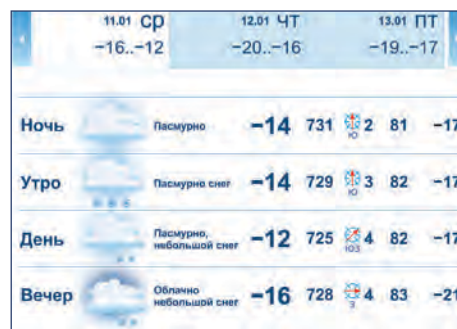 11.01 СР 12.01 ЧТ 13.01 ПТ
−16..−12 −20..−16 −19..−17
Ночь Пасмурно −14 731 Ю 2 81 −17
Утро Пасмурно снег −14 729 Ю 3 82 −17
День Пасмурно, небольшой снег −12 725 ЮЗ 4 82 −17
Вечер Облачно небольшой снег −16 728 З 4 83 −21